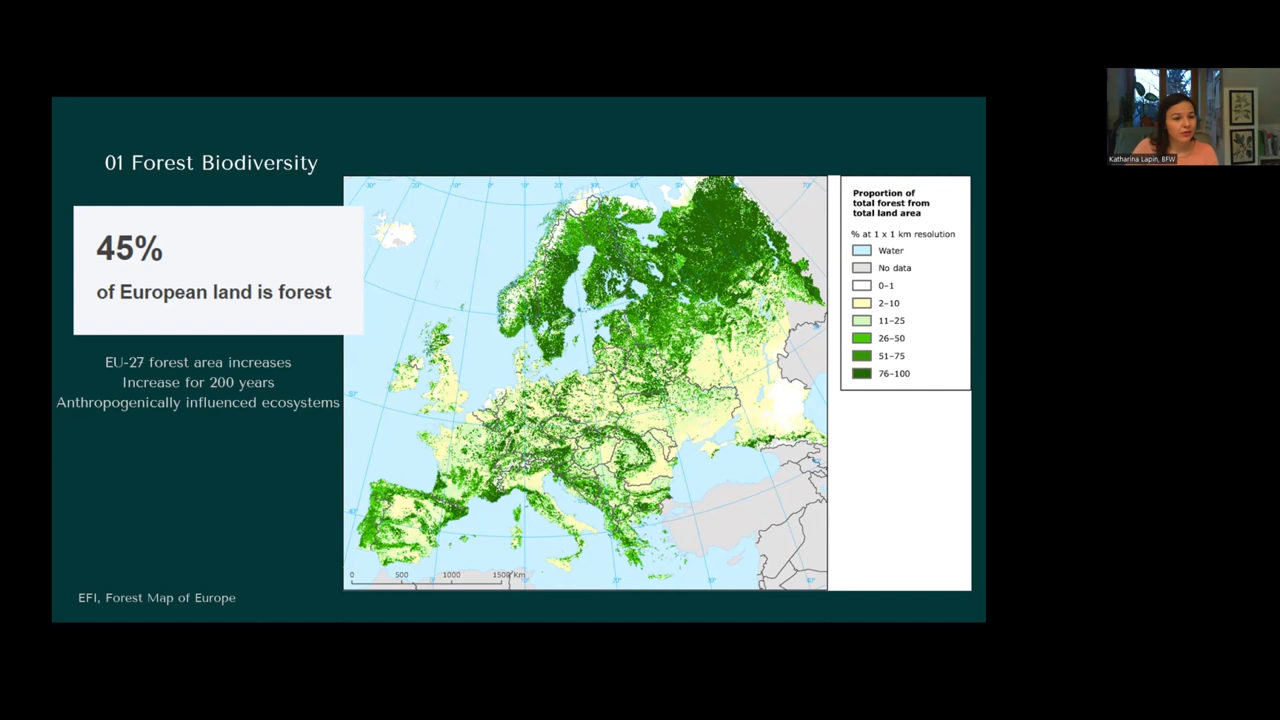 01 Forest Biodiversity
45%
of European land is forest
EU-27 forest area increases
Increase for 200 years
Anthropogenically influenced ecosystems
EFI, Forest Map of Europe
0 500 1000 1500 Km
Proportion of
total forest from
total land area
% at 1 x 1 km resolution
Water
No data
0–1
2–10
11–25
26–50
51–75
76–100
Katharina Lapin, BFW